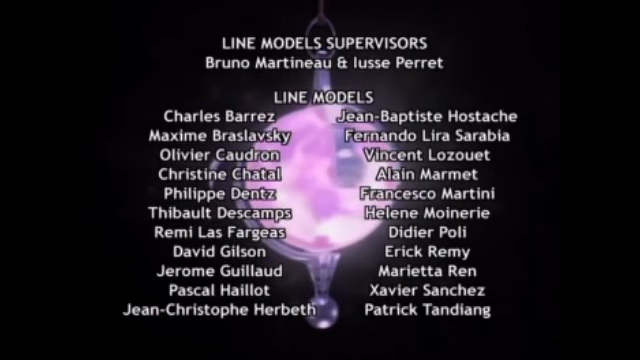 LINE MODELS SUPERVISORS
Bruno Martineau & Iusse Perret
LINE MODELS
Charles Barrez Jean-Baptiste Hostache
Maxime Braslavsky Fernando Lira Sarabia
Olivier Caudron Vincent Lozouet
Christine Chatal Alain Marmet
Philippe Dentz Francesco Martini
Thibault Descamps Helene Moinerie
Remi Las Fargeas Didier Poli
David Gilson Erick Remy
Jerome Guillaud Marietta Ren
Pascal Haillot Xavier Sanchez
Jean-Christophe Herbeth Patrick Tandiang